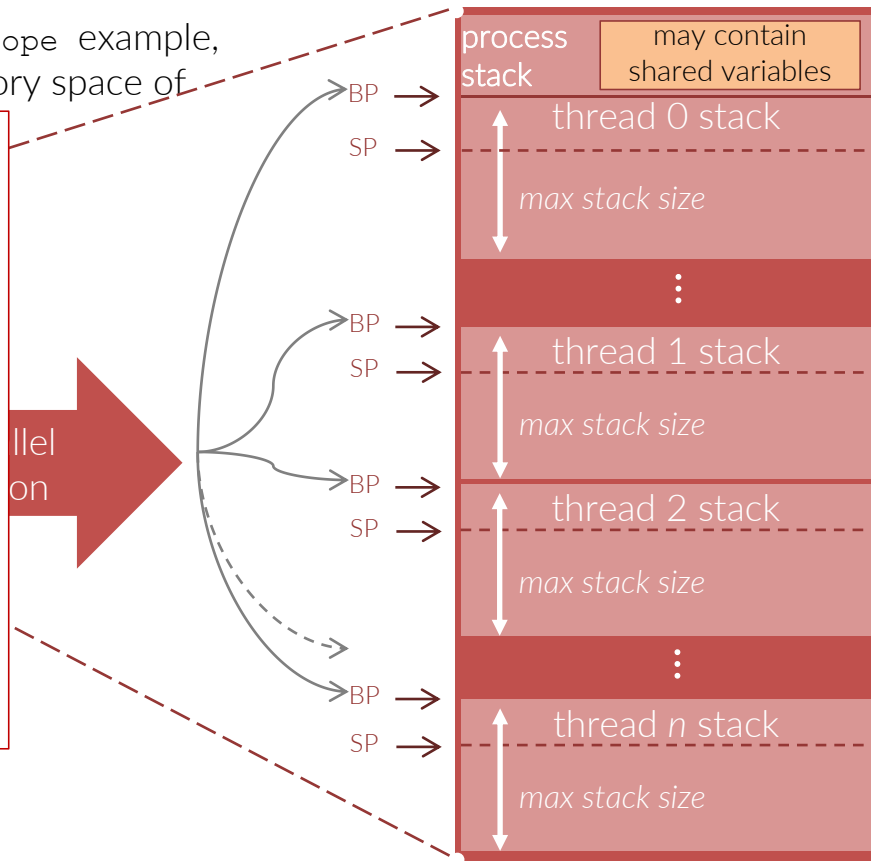 ope example,
ory space of
llel
on
BP
SP
BP
SP
BP
SP
BP
SP
process
stack
may contain
shared variables
thread 0 stack
max stack size
⋮
thread 1 stack
max stack size
thread 2 stack
max stack size
⋮
thread n stack
max stack size